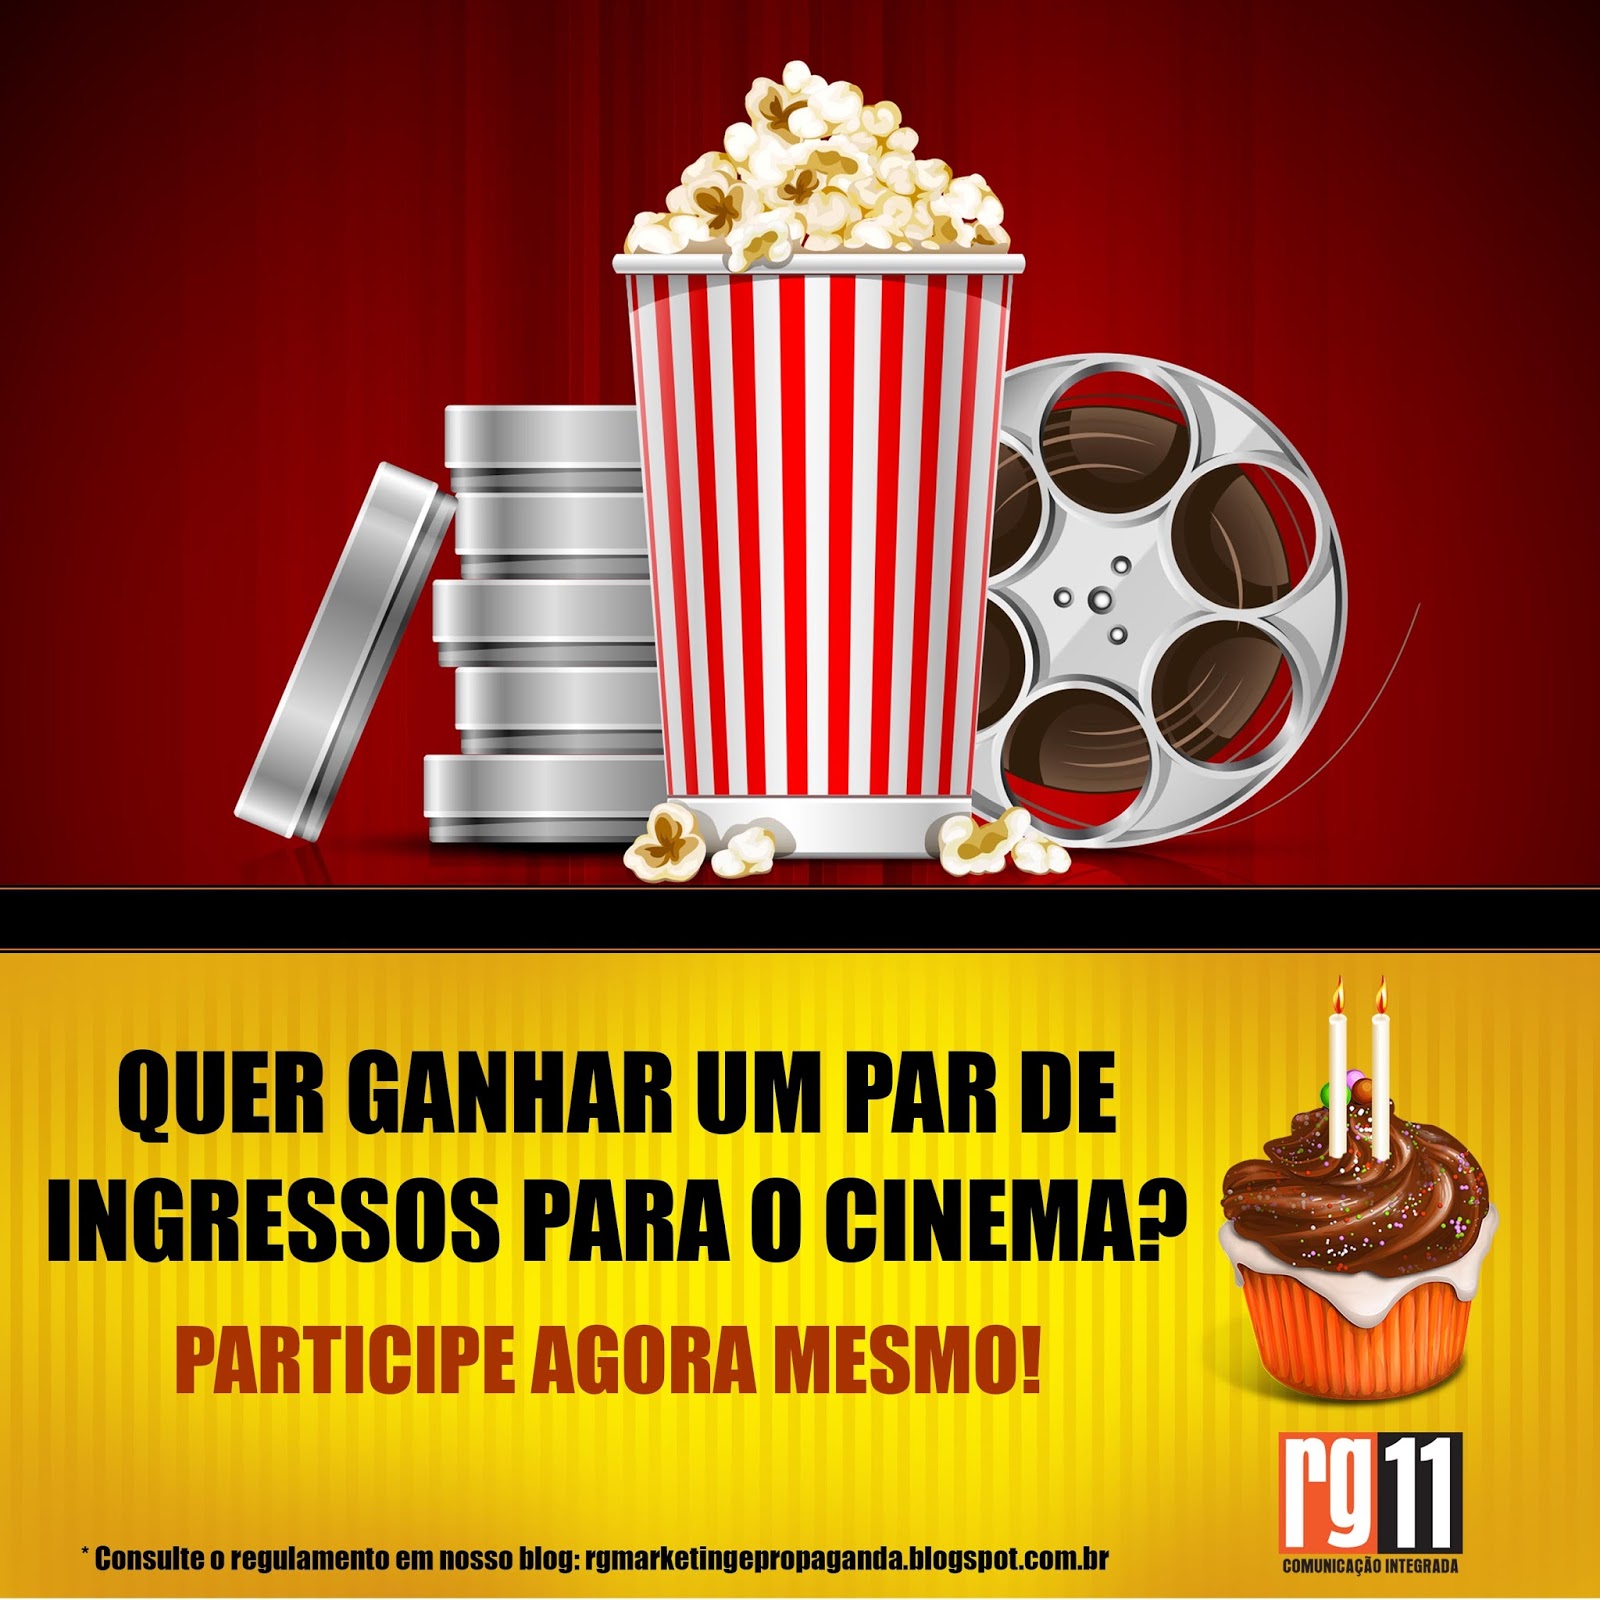 QUER GANHAR UM PAR DE
INGRESSOS PARA O CINEMA?
PARTICIPE AGORA MESMO!
rg11
COMUNICAÇÃO INTEGRADA
* Consulte o regulamento em nosso blog: rgmarketingepropaganda.blogspot.com.br